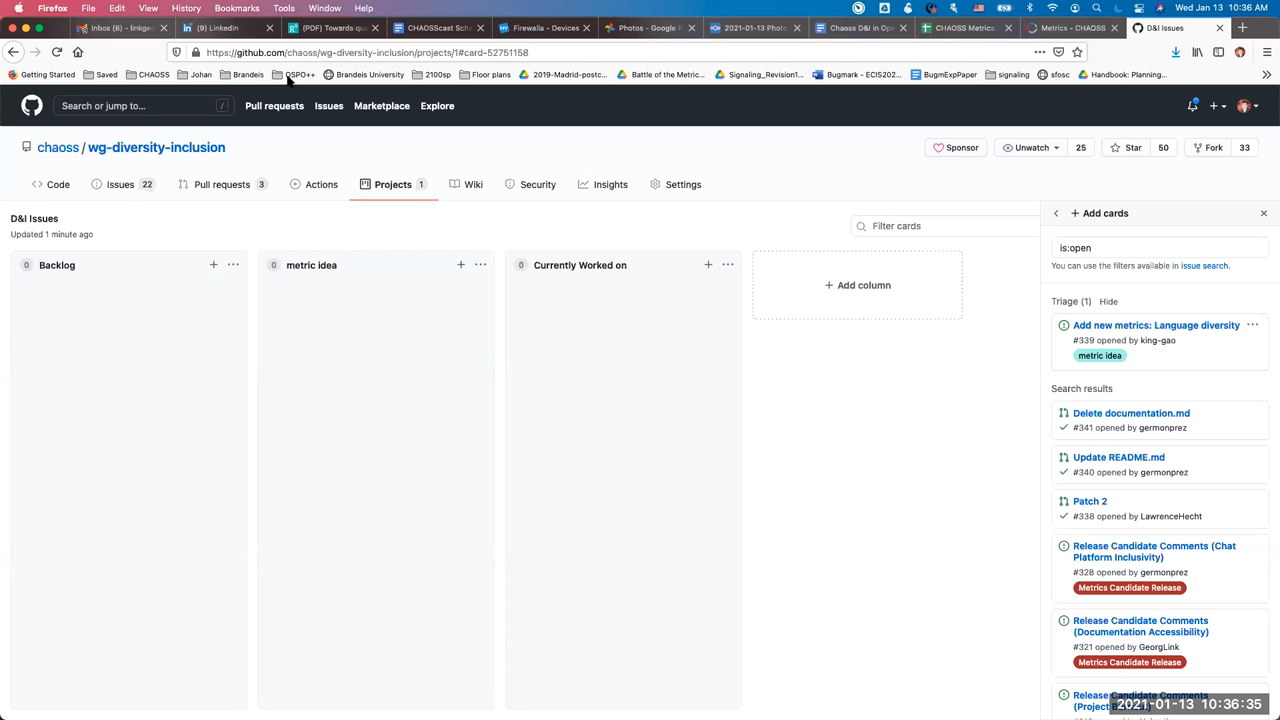 Firefox File Edit View History Bookmarks Tools Window Help
Wed Jan 13 10:36 AM
Inbox (8) - linkge
(9) LinkedIn
(PDF) Towards qu
CHAOSScast Sch
Firewalla - Devices
Photos - Google P
2021-01-13 Photo
Chaoss D&I in Ope
CHAOSS Metrics:
Metrics - CHAOSS
D&I Issues
https://github.com/chaoss/wg-diversity-inclusion/projects/1#card-52751158
Getting Started Saved CHAOSS Johan Brandeis OSPO++ Brandeis University 2100sp Floor plans 2019-Madrid-postc... Battle of the Metric... Signaling_Revision1... Bugmark - ECIS202... BugmExpPaper signaling sfosc Handbook: Planning...
Search or jump to... /
Pull requests Issues Marketplace Explore
chaoss / wg-diversity-inclusion
Sponsor Unwatch 25 Star 50 Fork 33
Code Issues 22 Pull requests 3 Actions Projects 1 Wiki Security Insights Settings
D&I Issues
Updated 1 minute ago
Filter cards
0 Backlog
0 metric idea
0 Currently Worked on
+ Add column
+ Add cards
is:open
You can use the filters available in issue search.
Triage (1) Hide
Add new metrics: Language diversity
#339 opened by king-gao
metric idea
Search results
Delete documentation.md
#341 opened by germonprez
Update README.md
#340 opened by germonprez
Patch 2
#338 opened by LawrenceHecht
Release Candidate Comments (Chat
Platform Inclusivity)
#328 opened by germonprez
Metrics Candidate Release
Release Candidate Comments
(Documentation Accessibility)
#321 opened by GeorgLink
Metrics Candidate Release
Release Candidate Comments
2021-01-13 10:36:35